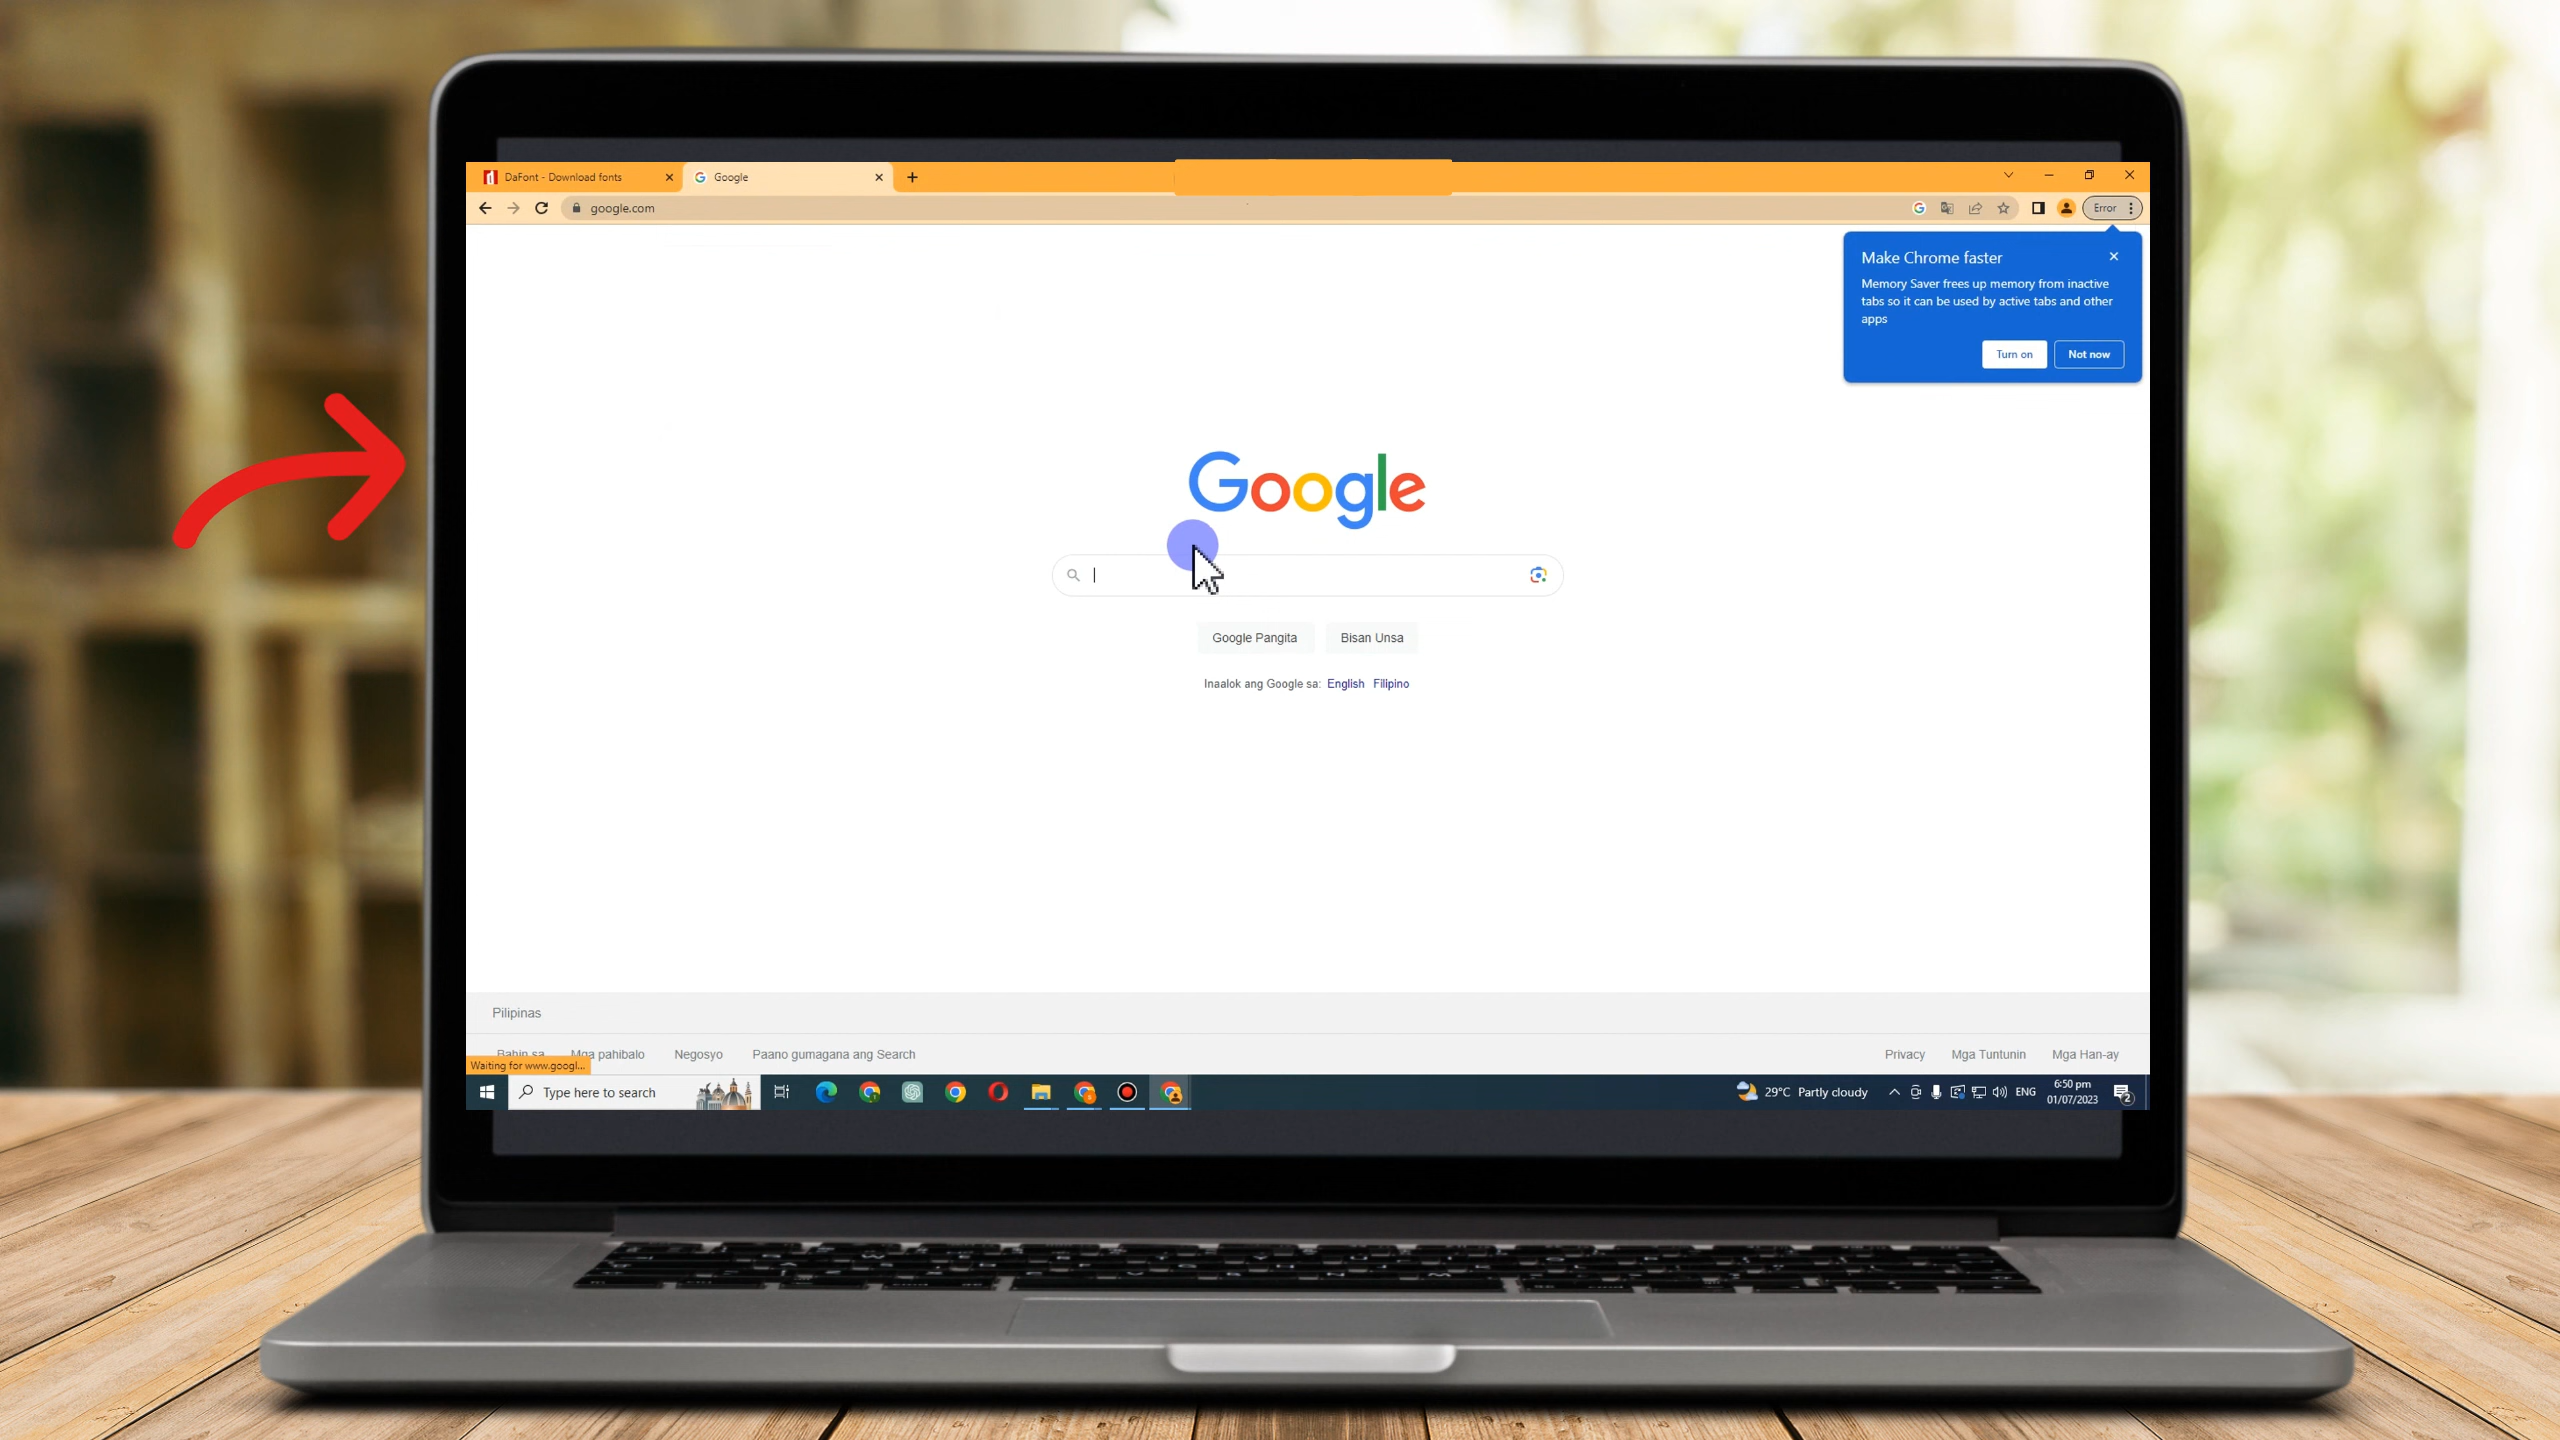 DaFont - Download fonts
Google
google.com
Error
Make Chrome faster
Memory Saver frees up memory from inactive
tabs so it can be used by active tabs and other
apps
Turn on
Not now
Google
Google Pangita
Bisan Unsa
Inaalok ang Google sa: English Filipino
Pilipinas
Bahin sa
Mga pahibalo
Negosyo
Paano gumagana ang Search
Privacy
Mga Tuntunin
Mga Han-ay
Waiting for www.googl...
Type here to search
29°C Partly cloudy
ENG
6:50 pm
01/07/2023
2